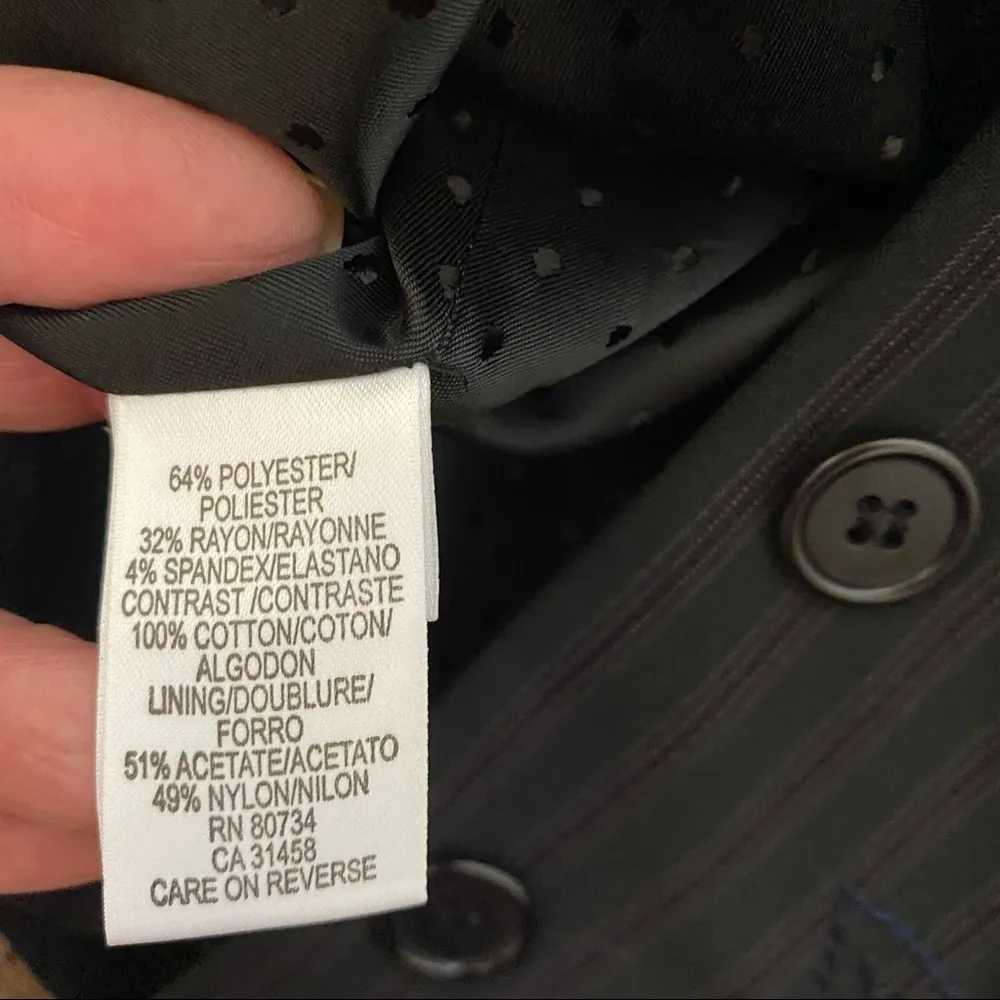 64% POLYESTER/
POLIESTER
32% RAYON/RAYONNE
4% SPANDEX/ELASTANO
CONTRAST /CONTRASTE
100% COTTON/COTON/
ALGODON
LINING/DOUBLURE/
FORRO
51% ACETATE/ACETATO
49% NYLON/NILON
RN 80734
CA 31458
CARE ON REVERSE